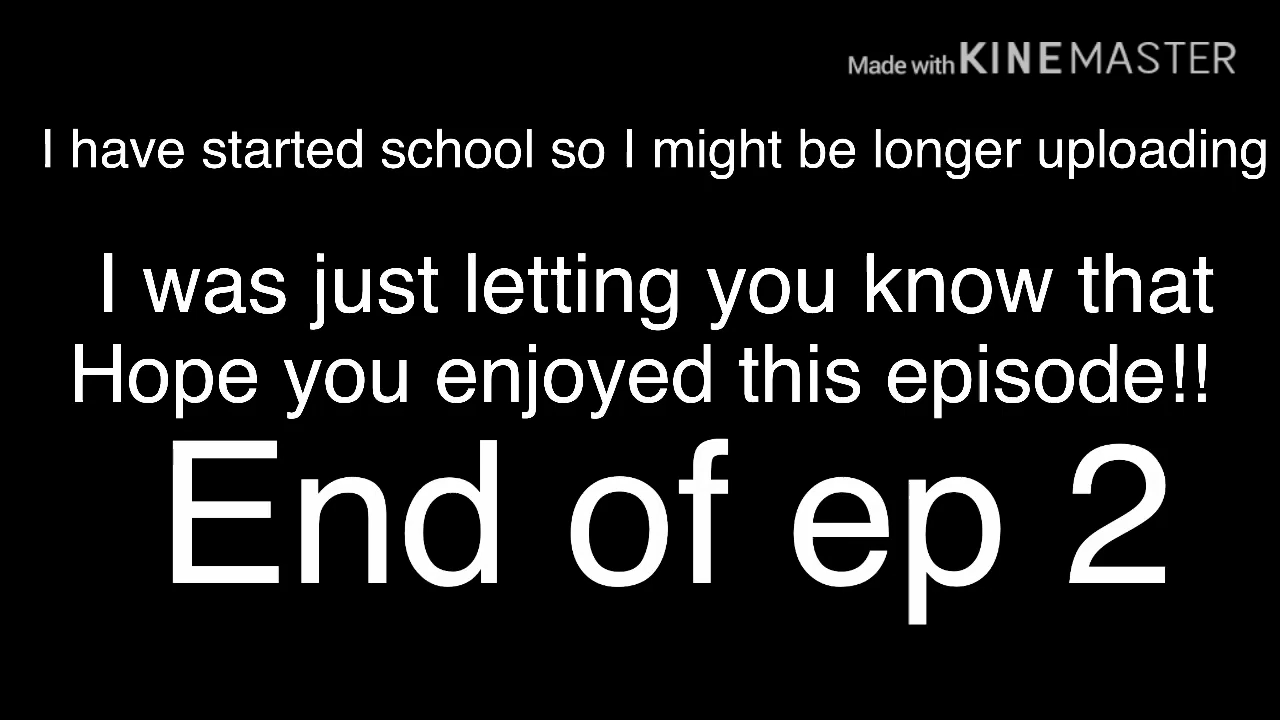 Made with KINEMASTER
I have started school so I might be longer uploading
I was just letting you know that
Hope you enjoyed this episode!!
End of ep 2